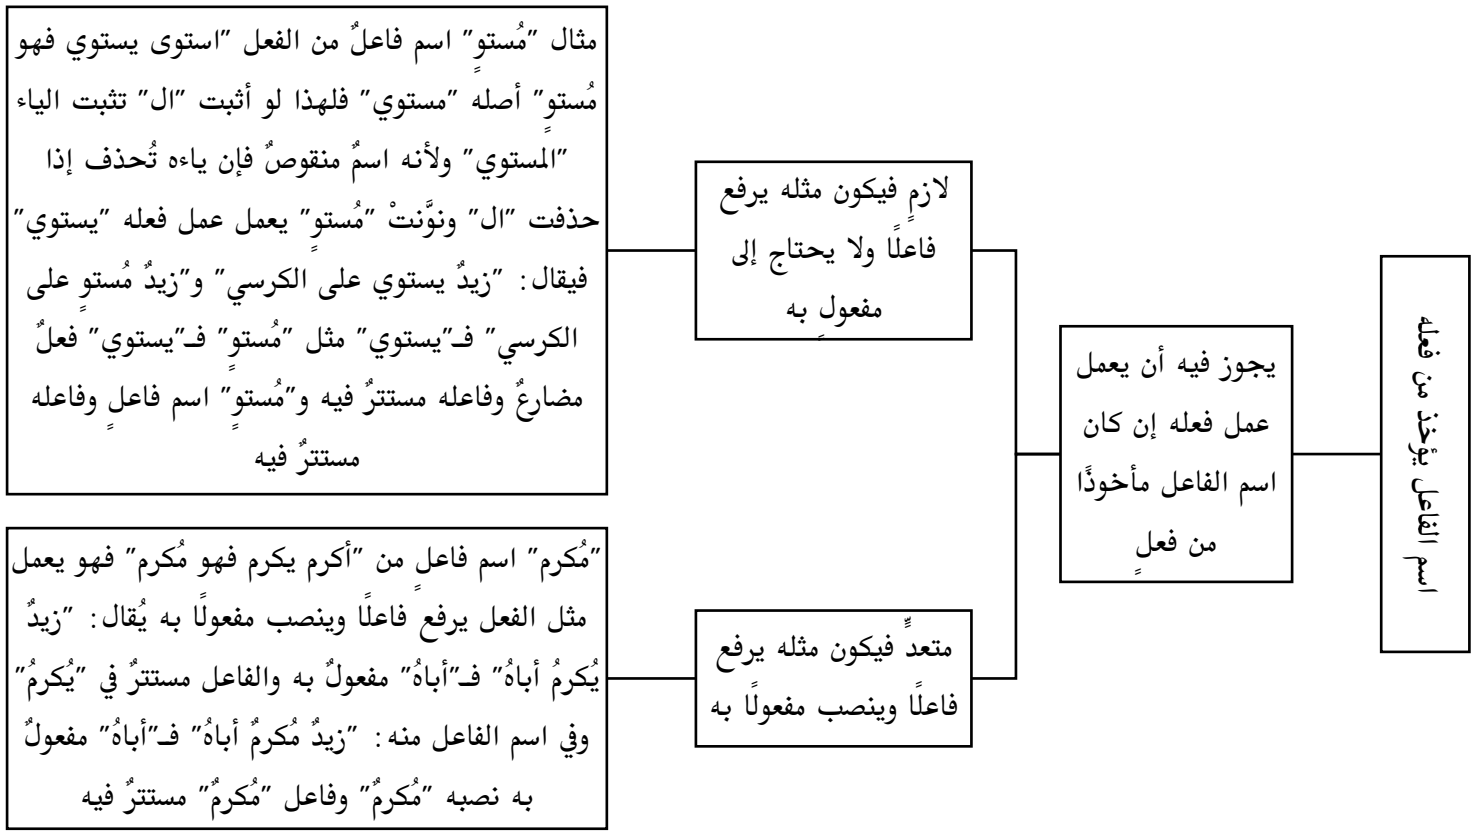 اسم الفاعل يؤخذ من فعله
يجوز فيه أن يعمل
عمل فعله إن كان
اسم الفاعل مأخوذًا
من فعلٍ
لازمٍ فيكون مثله يرفع
فاعلًا ولا يحتاج إلى
مفعولٍ به
مثال "مُستوٍ" اسم فاعلٌ من الفعل "استوى يستوي فهو
مُستوٍ" أصله "مستوي" فلهذا لو أثبت "ال" تثبت الياء
"المستوي" ولأنه اسمٌ منقوصٌ فإن ياءه تُحذف إذا
حذفت "ال" ونوَّنتْ "مُستوٍ" يعمل عمل فعله "يستوي"
فيقال: "زيدٌ يستوي على الكرسي" و"زيدٌ مُستوٍ على
الكرسي" فـ"يستوي" مثل "مُستوٍ" فـ"يستوي" فعلٌ
مضارعٌ وفاعله مستترٌ فيه و"مُستوٍ" اسم فاعلٍ وفاعله
مستترٌ فيه
متعدٍّ فيكون مثله يرفع
فاعلًا وينصب مفعولًا به
"مُكرم" اسم فاعلٍ من "أكرم يكرم فهو مُكرم" فهو يعمل
مثل الفعل يرفع فاعلًا وينصب مفعولًا به يُقال: "زيدٌ
يُكرمُ أباهُ" فـ"أباهُ" مفعولٌ به والفاعل مستترٌ في "يُكرمُ"
وفي اسم الفاعل منه: "زيدٌ مُكرمٌ أباهُ" فـ"أباهُ" مفعولٌ
به نصبه "مُكرمٌ" وفاعل "مُكرمٌ" مستترٌ فيه